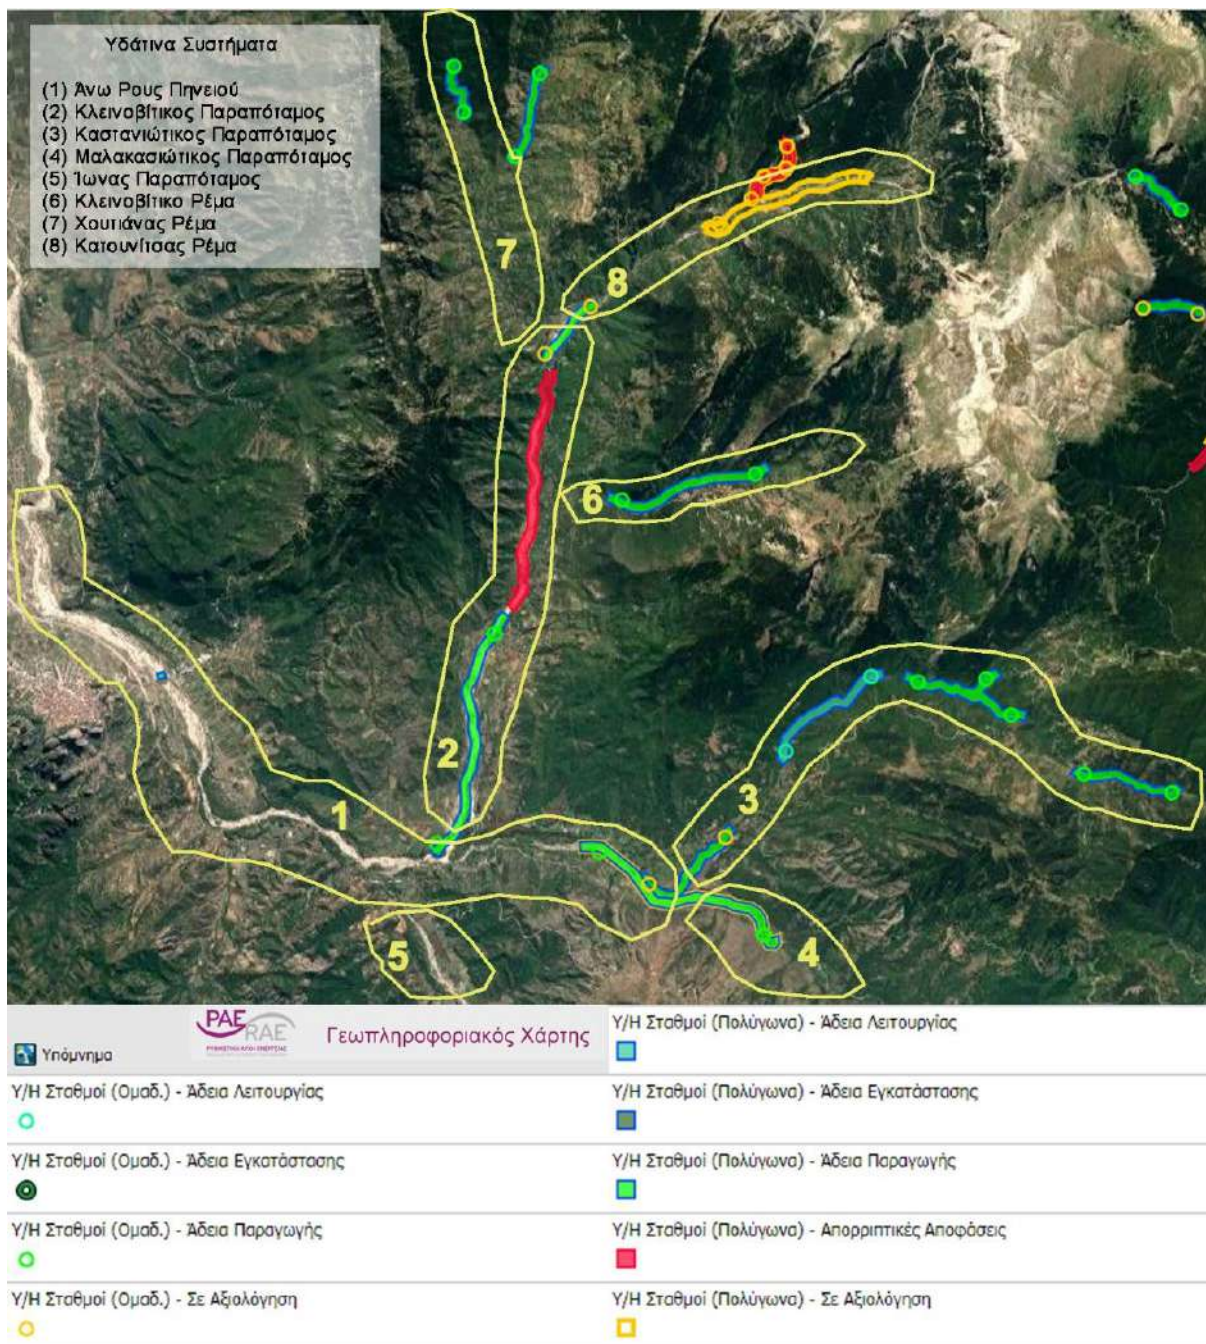 Υδάτινα Συστήματα
(1) Άνω Ρους Πηνειού
(2) Κλεινοβίτικος Παραπόταμος
(3) Καστανιώτικος Παραπόταμος
(4) Μαλακασιώτικος Παραπόταμος
(5) Ίωνας Παραπόταμος
(6) Κλεινοβίτικο Ρέμα
(7) Χουτιάνας Ρέμα
(8) Κατουνίτσας Ρέμα
7
8
6
2
3
1
5
4
ΡΑΕ
RAE
Γεωπληροφοριακός Χάρτης
Υπόμνημα
Υ/Η Σταθμοί (Πολύγωνα) - Άδεια Λειτουργίας
Υ/Η Σταθμοί (Ομαδ.) - Άδεια Λειτουργίας
Υ/Η Σταθμοί (Πολύγωνα) - Άδεια Εγκατάστασης
Υ/Η Σταθμοί (Ομαδ.) - Άδεια Εγκατάστασης
Υ/Η Σταθμοί (Πολύγωνα) - Άδεια Παραγωγής
Υ/Η Σταθμοί (Ομαδ.) - Άδεια Παραγωγής
Υ/Η Σταθμοί (Πολύγωνα) - Απορριπτικές Αποφάσεις
Υ/Η Σταθμοί (Ομαδ.) - Σε Αξιολόγηση
Υ/Η Σταθμοί (Πολύγωνα) - Σε Αξιολόγηση